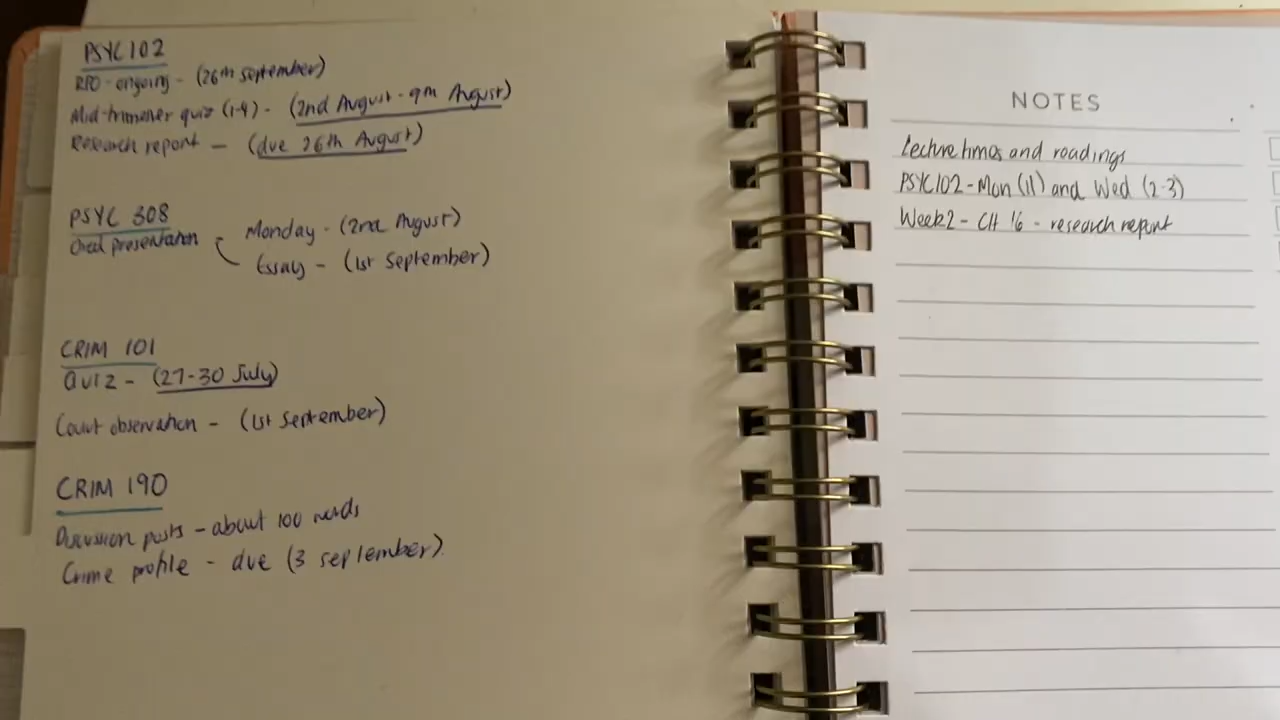 PSYC 102
RPO - ongoing - (26th September)
Mid-trimester quiz (1-4) - (2nd August - 9th August)
Research report - (due 26th August)
PSYC 308
Check presentation - Monday - (2nd August)
Essay - (1st September)
CRIM 101
Quiz - (27-30 July)
Court observation - (1st September)
CRIM 190
Discussion posts - about 100 words
Crime profile - due (3 September)
NOTES
Lecture times and readings
PSYC102 - Mon (11) and Wed (2-3)
Week2 - CH 16 - research report